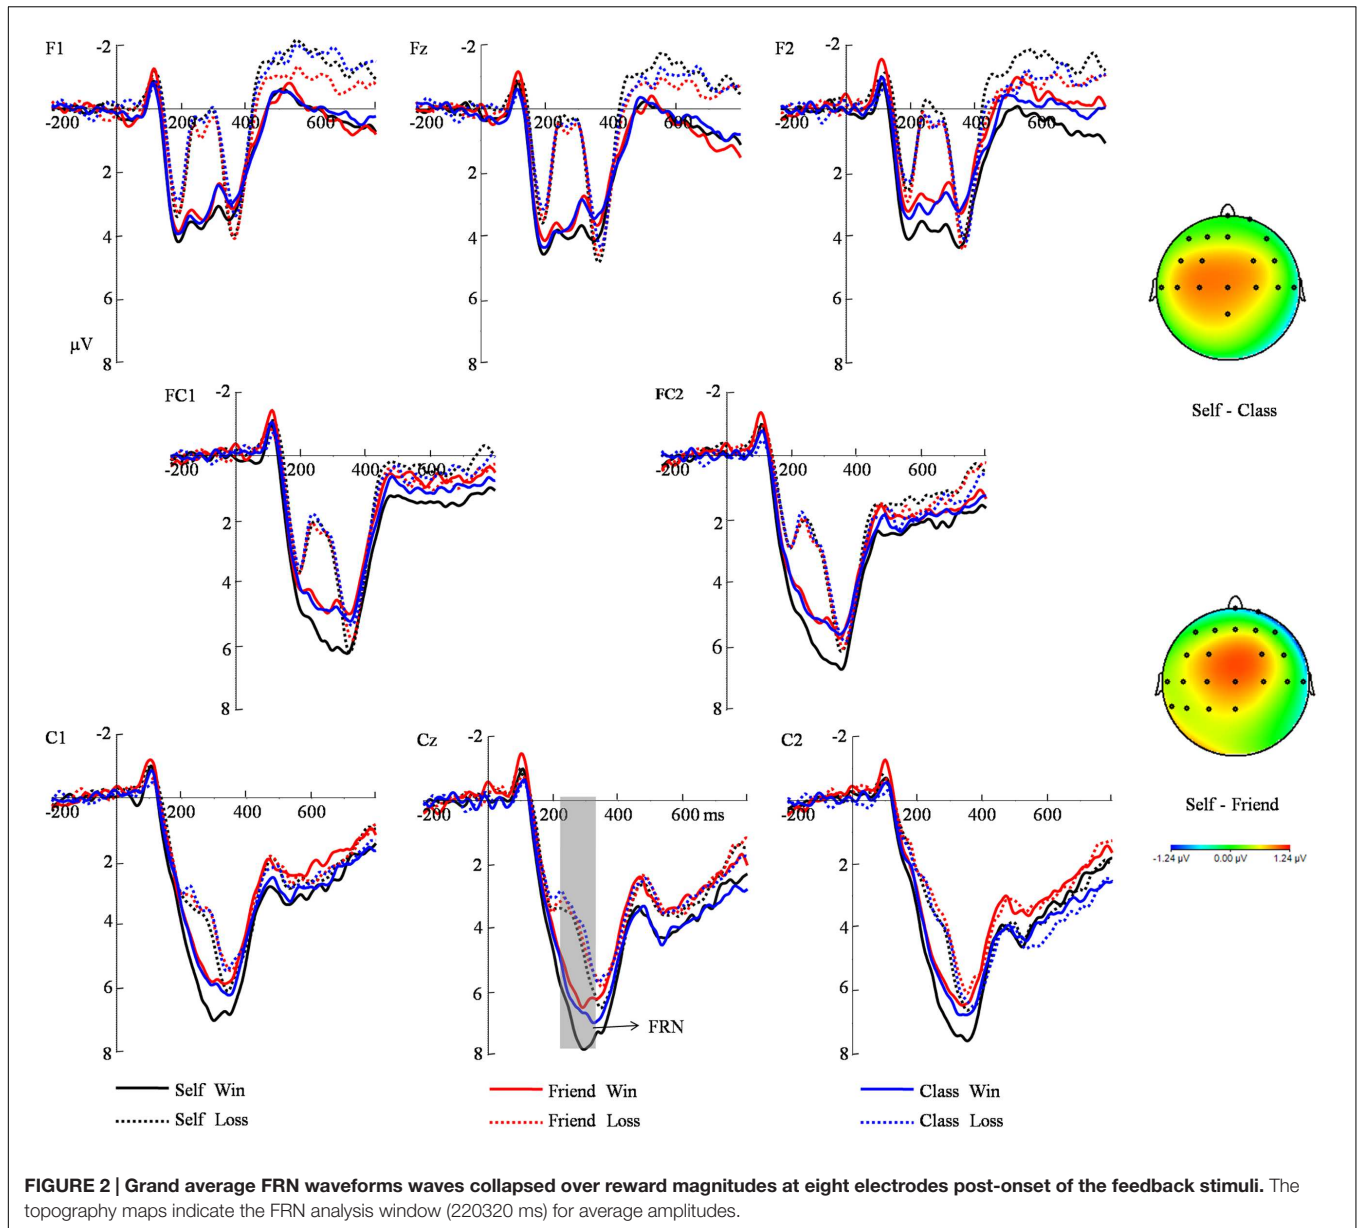 F1 -2 Fz -2 F2 -2
-200 200 400 600 -200 200 400 600 -200 200 400 600
2 2 2
4 4 4
6 6 6
µV
8 8 8
FC1 -2 FC2 -2
Self - Class
-200 200 400 600 -200 200 400 600
2 2
4 4
6 6
8 8
C1 -2 Cz -2 C2 -2
-200 200 400 600 -200 200 400 600 ms -200 200 400 600
Self - Friend
-1.24 µV 0.00 µV 1.24 µV
2 2 2
4 4 4
6 6 6
FRN
8 8 8
Self Win Friend Win Class Win
Self Loss Friend Loss Class Loss
FIGURE 2 | Grand average FRN waveforms waves collapsed over reward magnitudes at eight electrodes post-onset of the feedback stimuli. The
topography maps indicate the FRN analysis window (220320 ms) for average amplitudes.